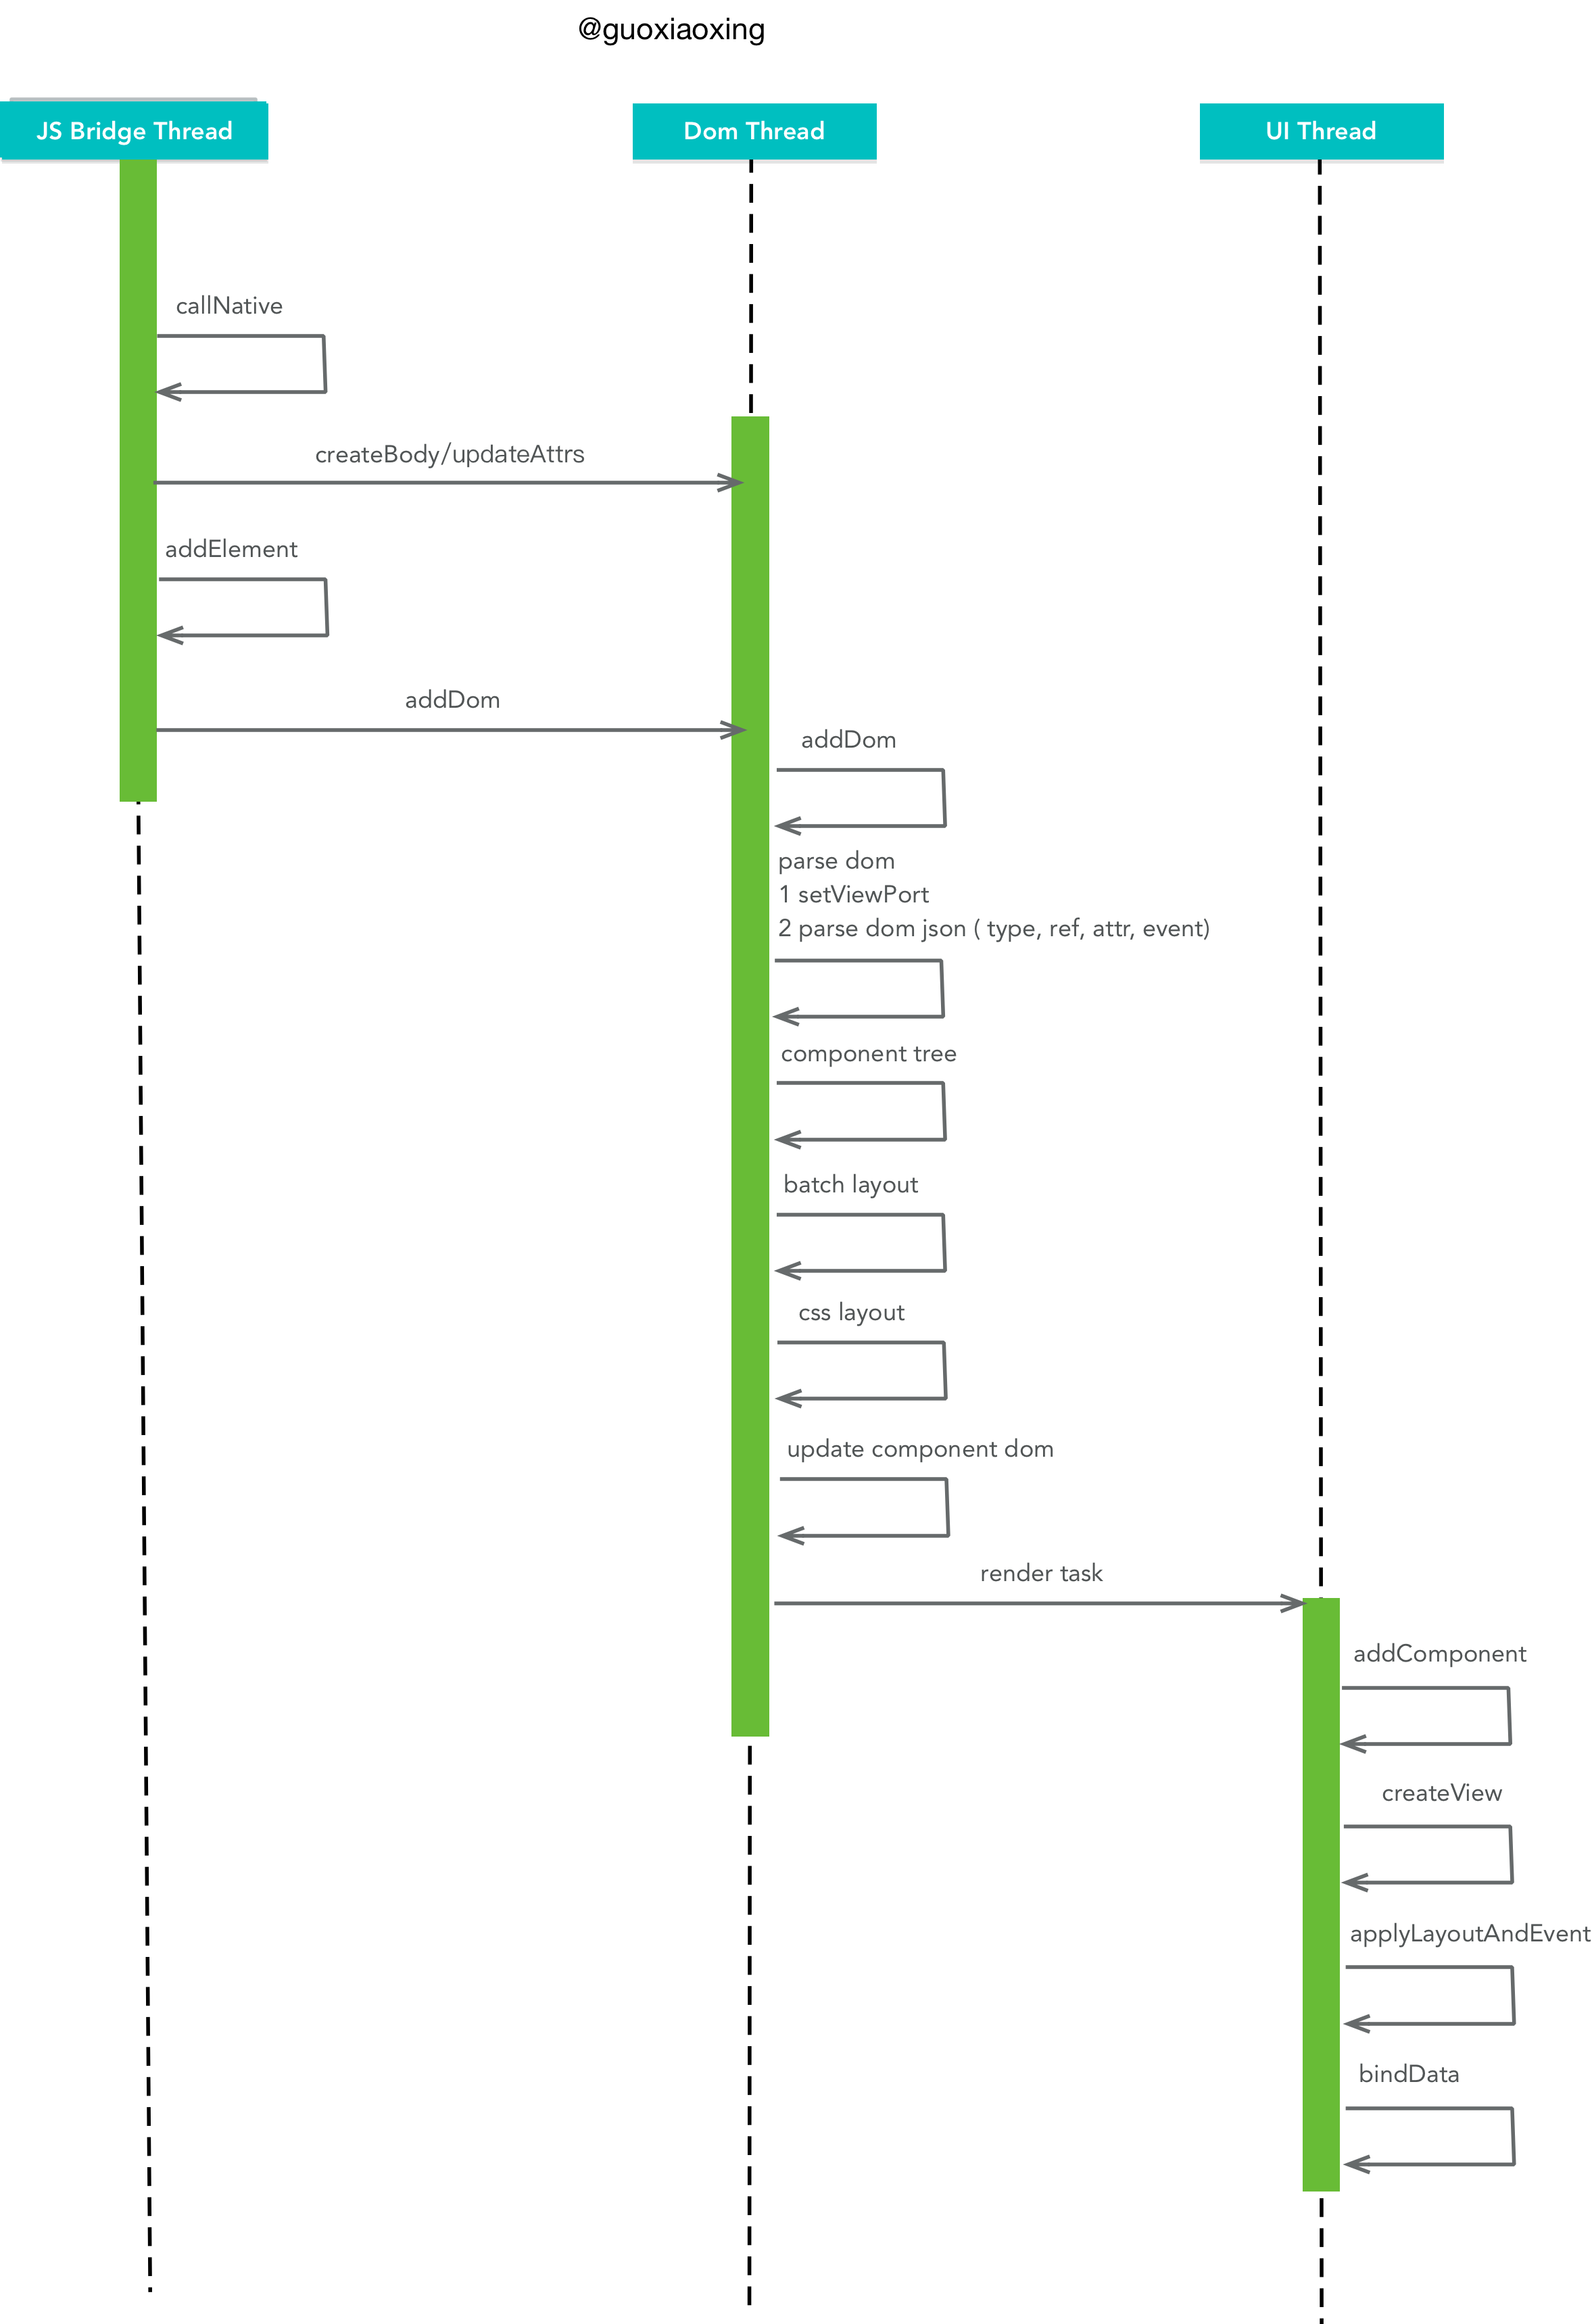 @guoxiaoxing
JS Bridge Thread
Dom Thread
UI Thread
callNative
createBody/updateAttrs
addElement
addDom
addDom
parse dom
1 setViewPort
2 parse dom json ( type, ref, attr, event)
component tree
batch layout
css layout
update component dom
render task
addComponent
createView
applyLayoutAndEvent
bindData